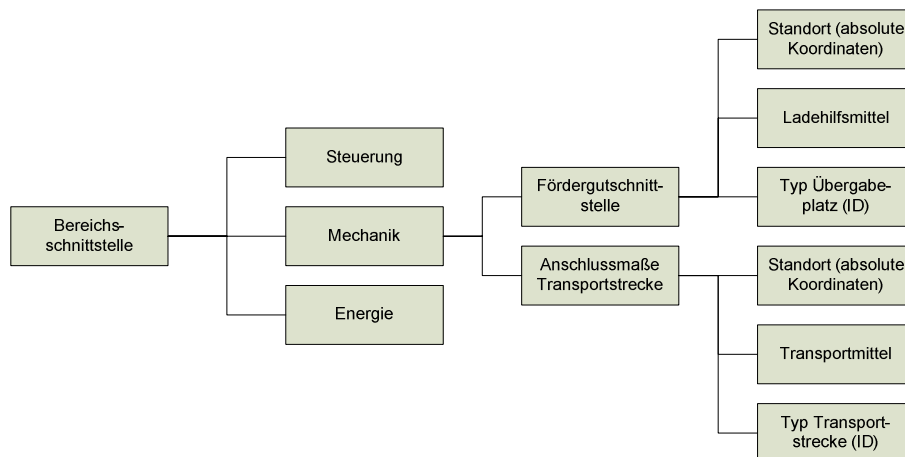 Bereichs-
schnittstelle
Steuerung
Mechanik
Energie
Fördergutschnitt-
stelle
Anschlussmaße
Transportstrecke
Standort (absolute
Koordinaten)
Ladehilfsmittel
Typ Übergabe-
platz (ID)
Standort (absolute
Koordinaten)
Transportmittel
Typ Transport-
strecke (ID)